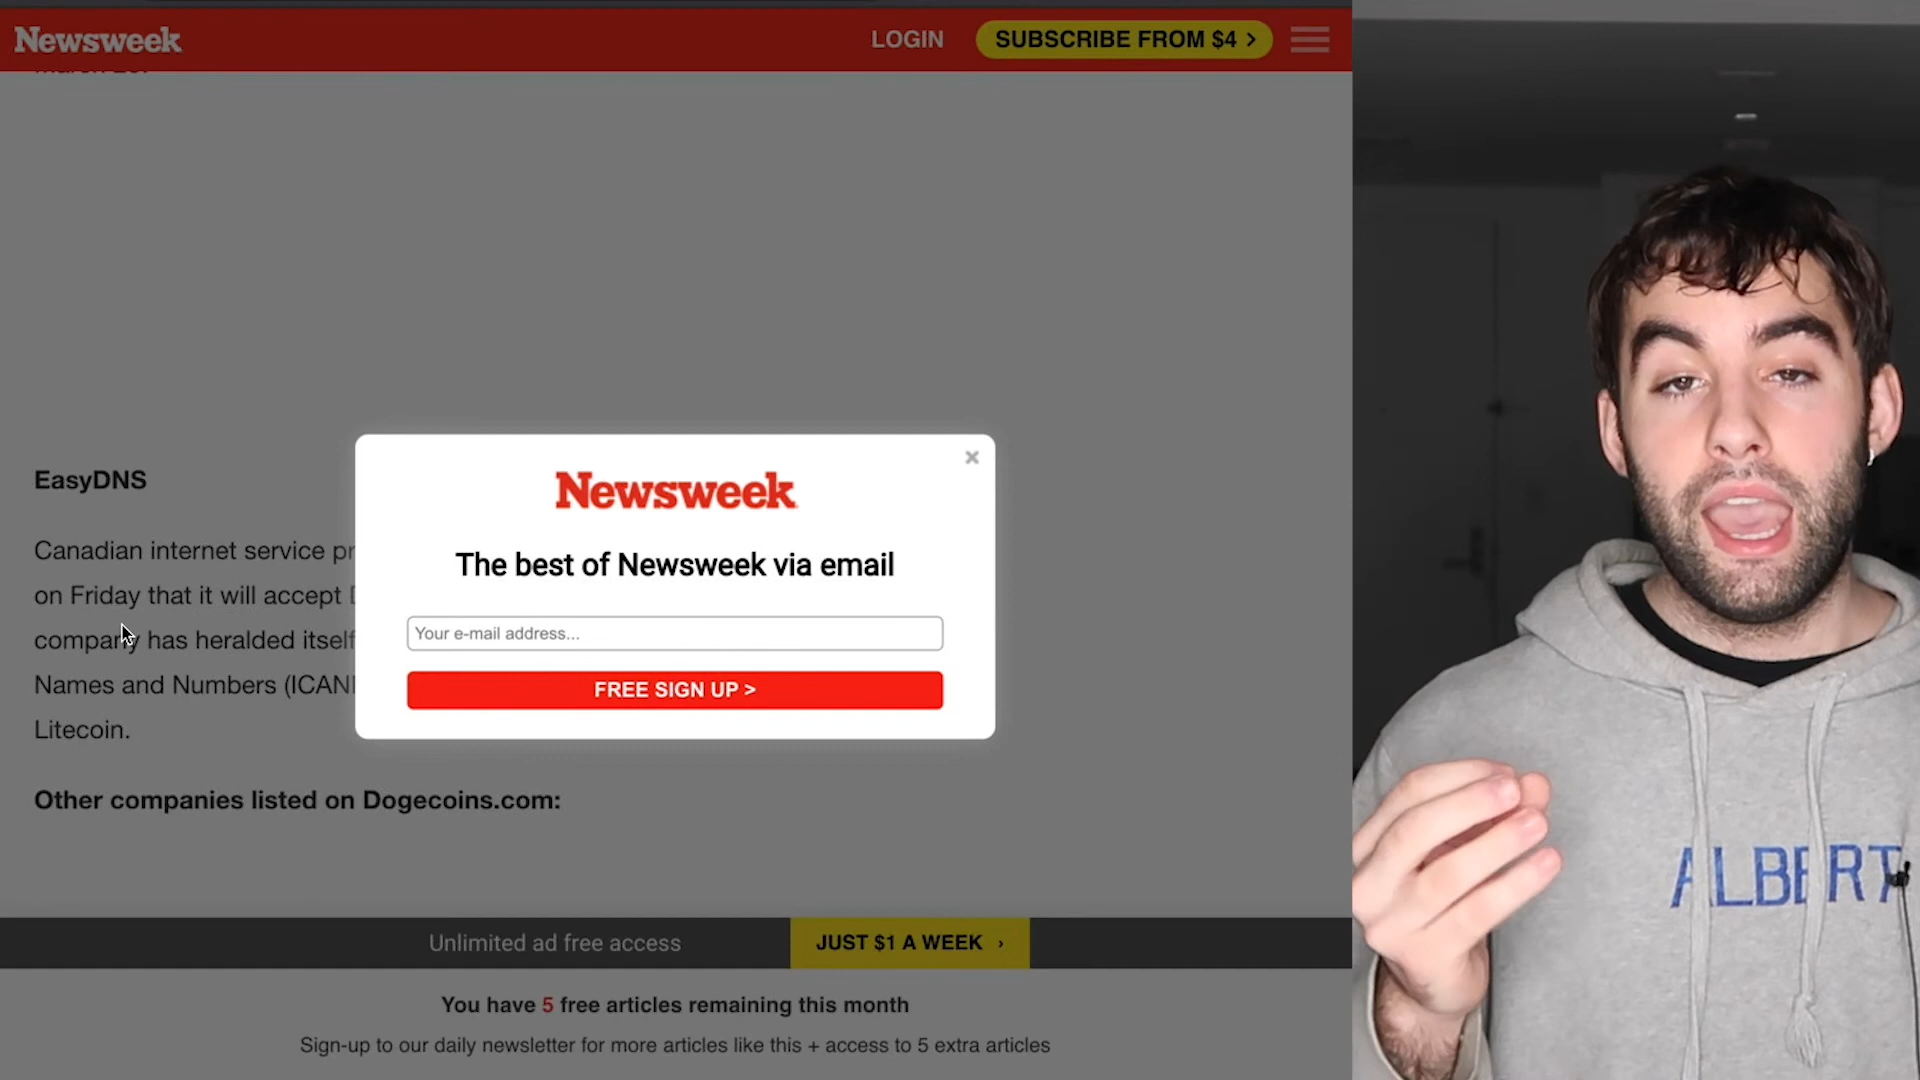 Newsweek
LOGIN
SUBSCRIBE FROM $4 >
EasyDNS
Canadian internet service pr
on Friday that it will accept
company has heralded itself
Names and Numbers (ICAN
Litecoin.
Other companies listed on Dogecoins.com:
×
Newsweek
The best of Newsweek via email
Your e-mail address...
FREE SIGN UP >
Unlimited ad free access
JUST $1 A WEEK ›
You have 5 free articles remaining this month
Sign-up to our daily newsletter for more articles like this + access to 5 extra articles
ALBERT